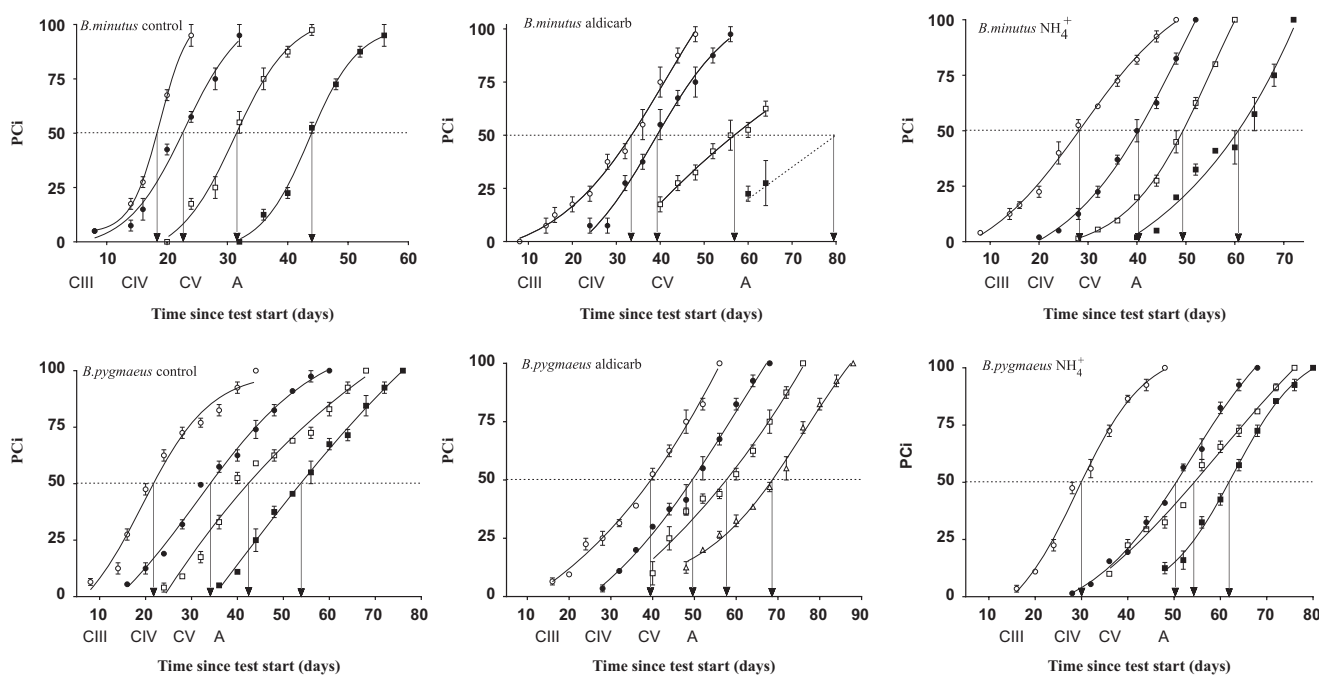 B.minutus control
PCi
100
75
50
25
0
10 20 30 40 50 60
CIII CIV CV A
Time since test start (days)
B.minutus aldicarb
PCi
100
75
50
25
0
10 20 30 40 50 60 70 80
CIII CIV CV A
Time since test start (days)
B.minutus NH4+
PCi
100
75
50
25
0
10 20 30 40 50 60 70
CIII CIV CV A
Time since test start (days)
B.pygmaeus control
PCi
100
75
50
25
0
10 20 30 40 50 60 70 80
CIII CIV CV A
Time since test start (days)
B.pygmaeus aldicarb
PCi
100
75
50
25
0
10 20 30 40 50 60 70 80 90
CIII CIV CV A
Time since test start (days)
B.pygmaeus NH4+
PCi
100
75
50
25
0
10 20 30 40 50 60 70 80
CIII CIV CV A
Time since test start (days)